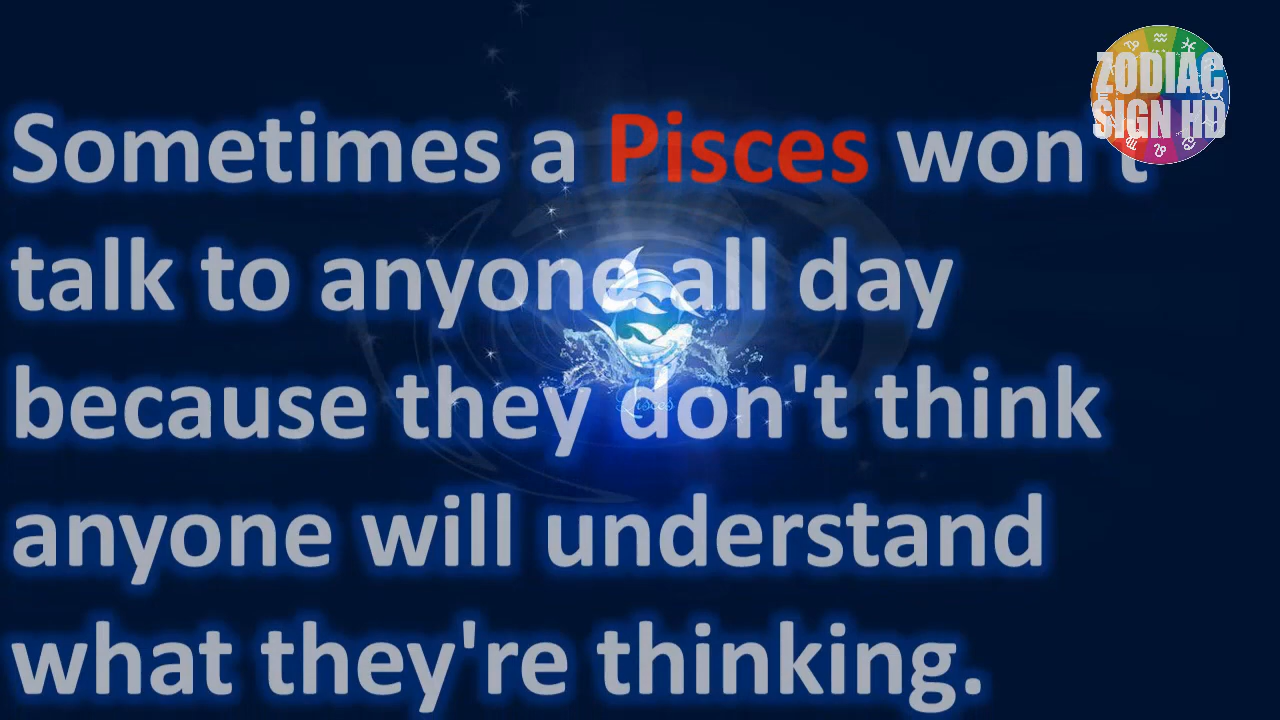 ZODIAC
SIGN HD
Sometimes a Pisces won't
talk to anyone all day
because they don't think
anyone will understand
what they're thinking.
Pisces